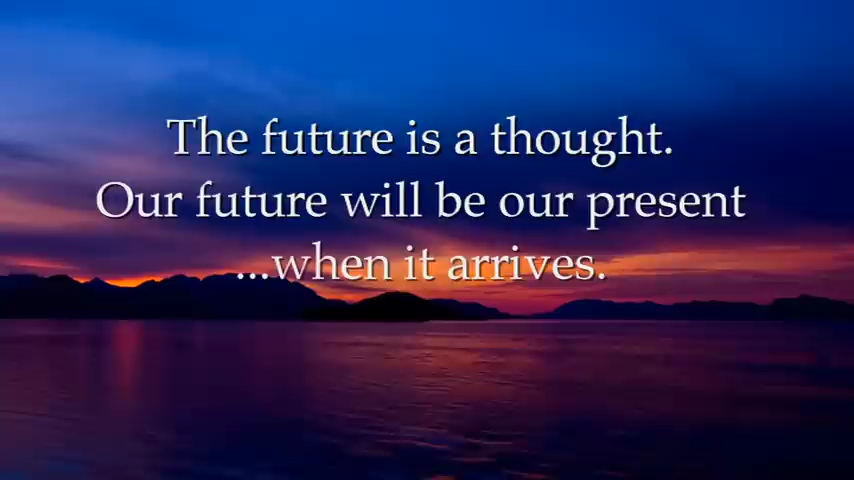 The future is a thought.
Our future will be our present
...when it arrives.